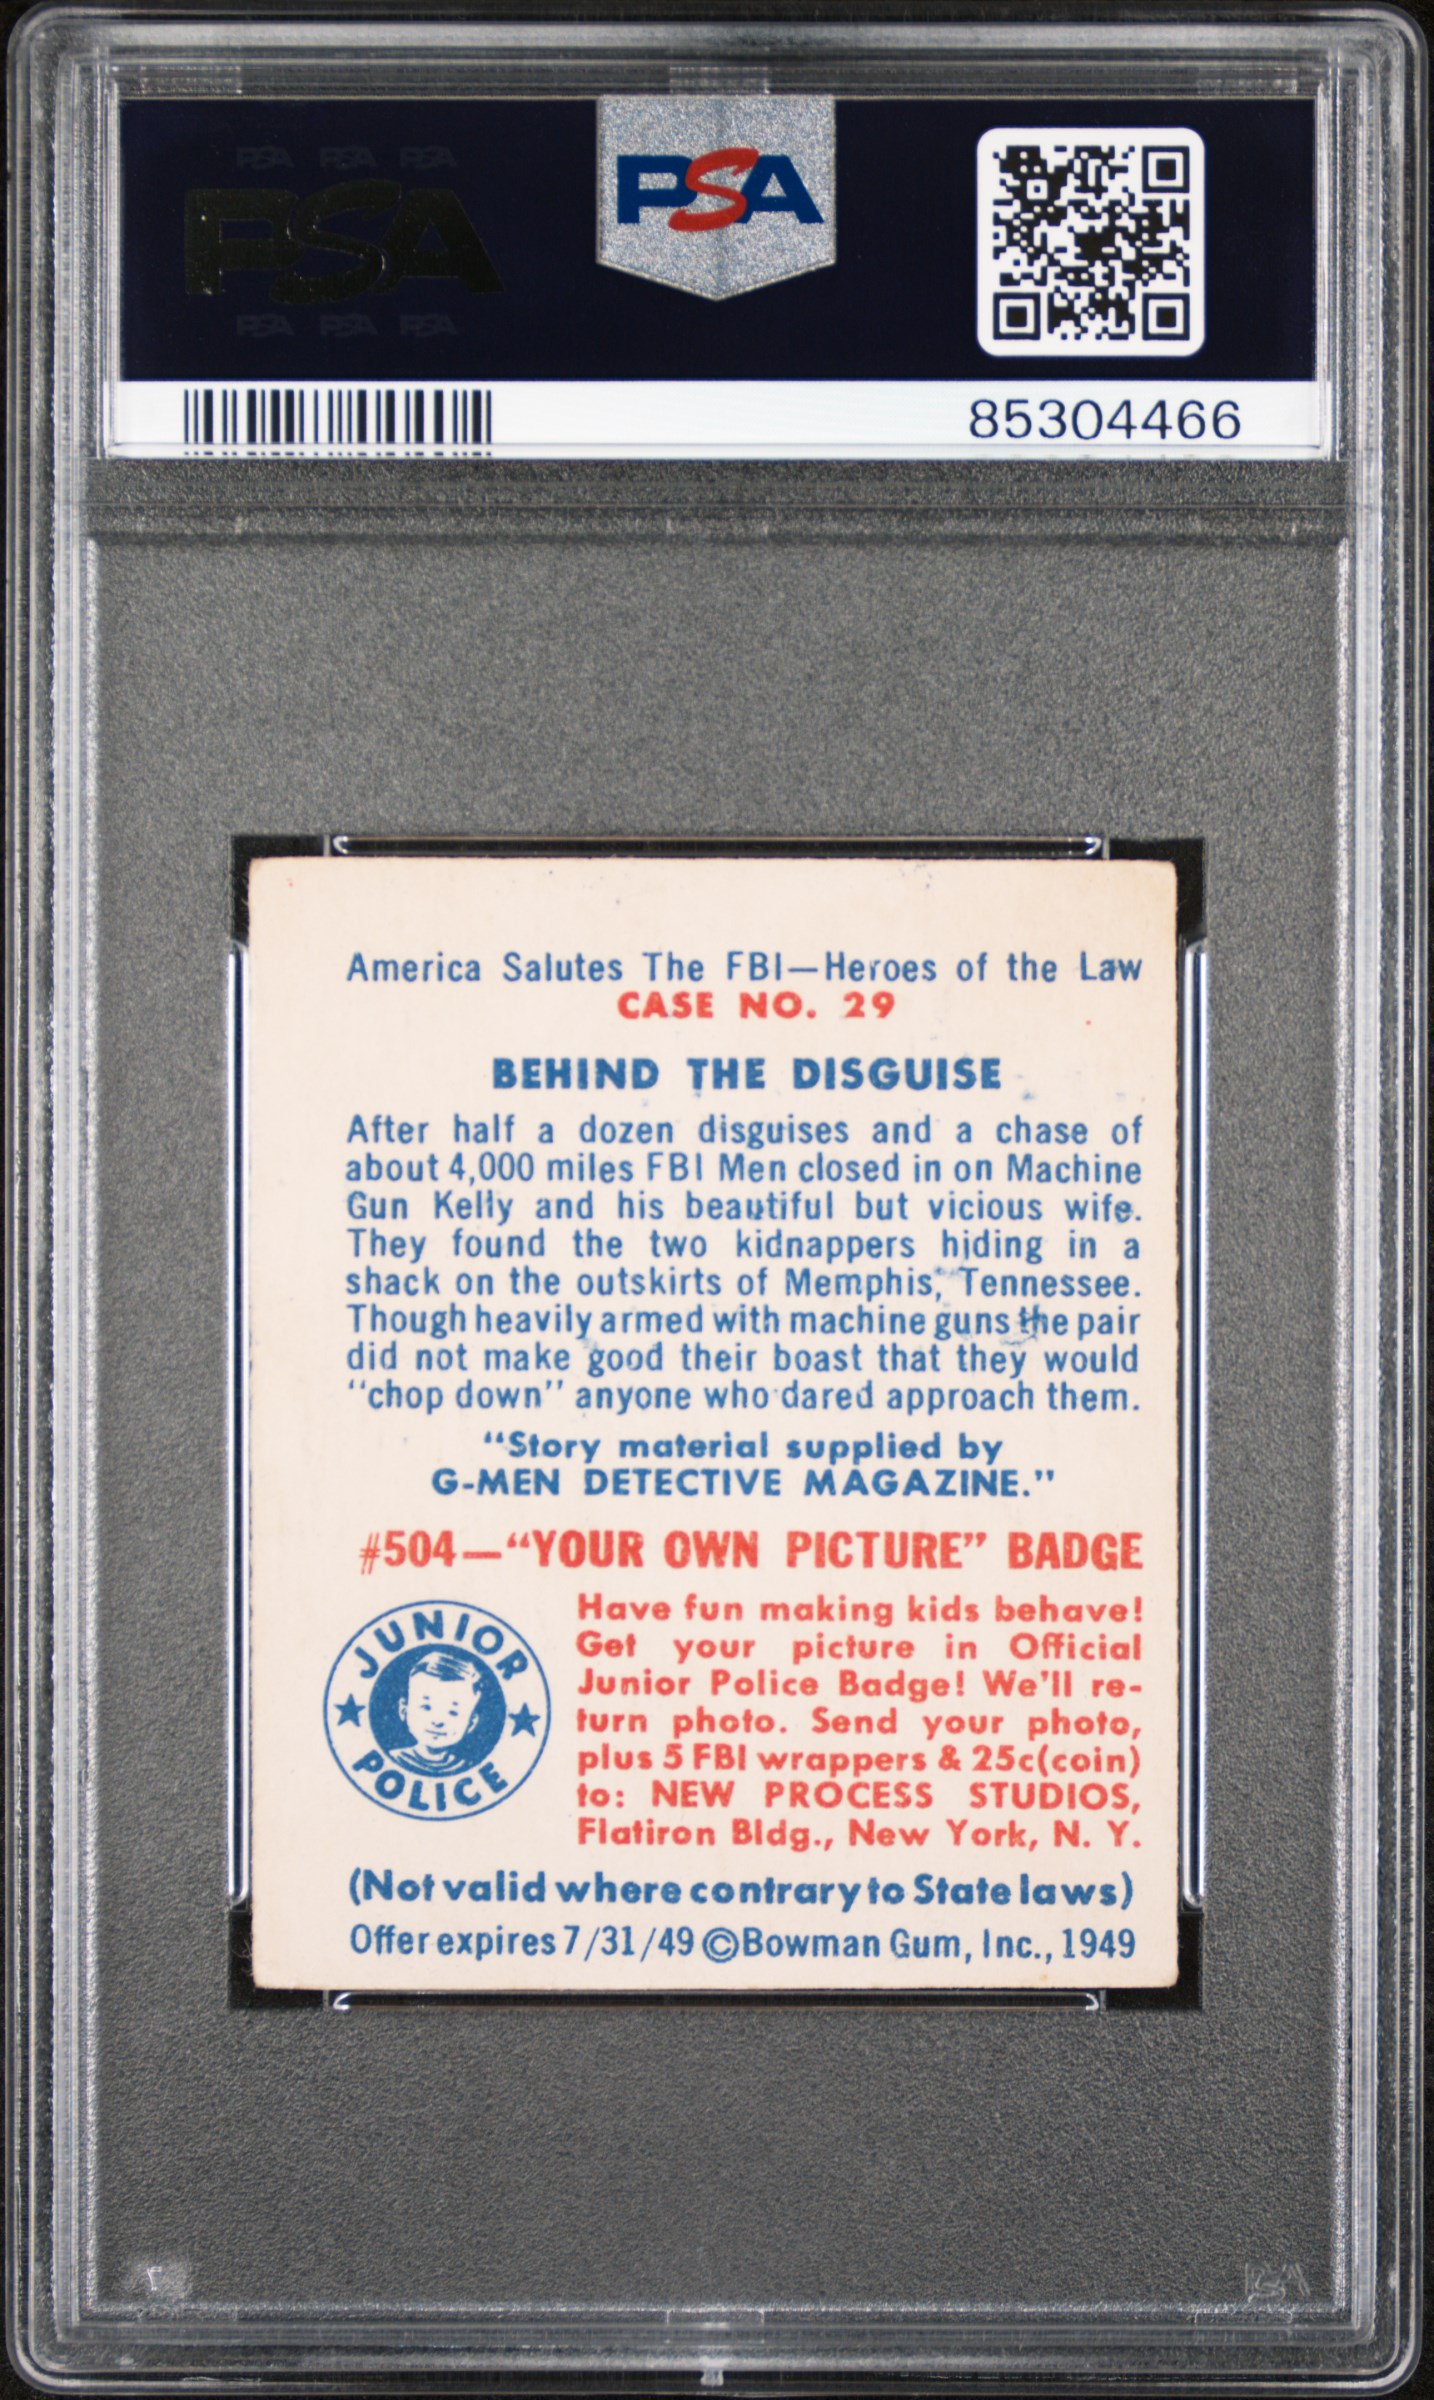 PSA PSA PSA
PSA
PSA PSA PSA
PSA
85304466
America Salutes The FBI—Heroes of the Law
CASE NO. 29
BEHIND THE DISGUISE
After half a dozen disguises and a chase of
about 4,000 miles FBI Men closed in on Machine
Gun Kelly and his beautiful but vicious wife.
They found the two kidnappers hiding in a
shack on the outskirts of Memphis, Tennessee.
Though heavily armed with machine guns the pair
did not make good their boast that they would
"chop down" anyone who dared approach them.
"Story material supplied by
G-MEN DETECTIVE MAGAZINE."
#504—"YOUR OWN PICTURE" BADGE
JUNIOR
POLICE
Have fun making kids behave!
Get your picture in Official
Junior Police Badge! We'll re-
turn photo. Send your photo,
plus 5 FBI wrappers & 25c(coin)
to: NEW PROCESS STUDIOS,
Flatiron Bldg., New York, N. Y.
(Not valid where contrary to State laws)
Offer expires 7/31/49 ©Bowman Gum, Inc., 1949
PSA